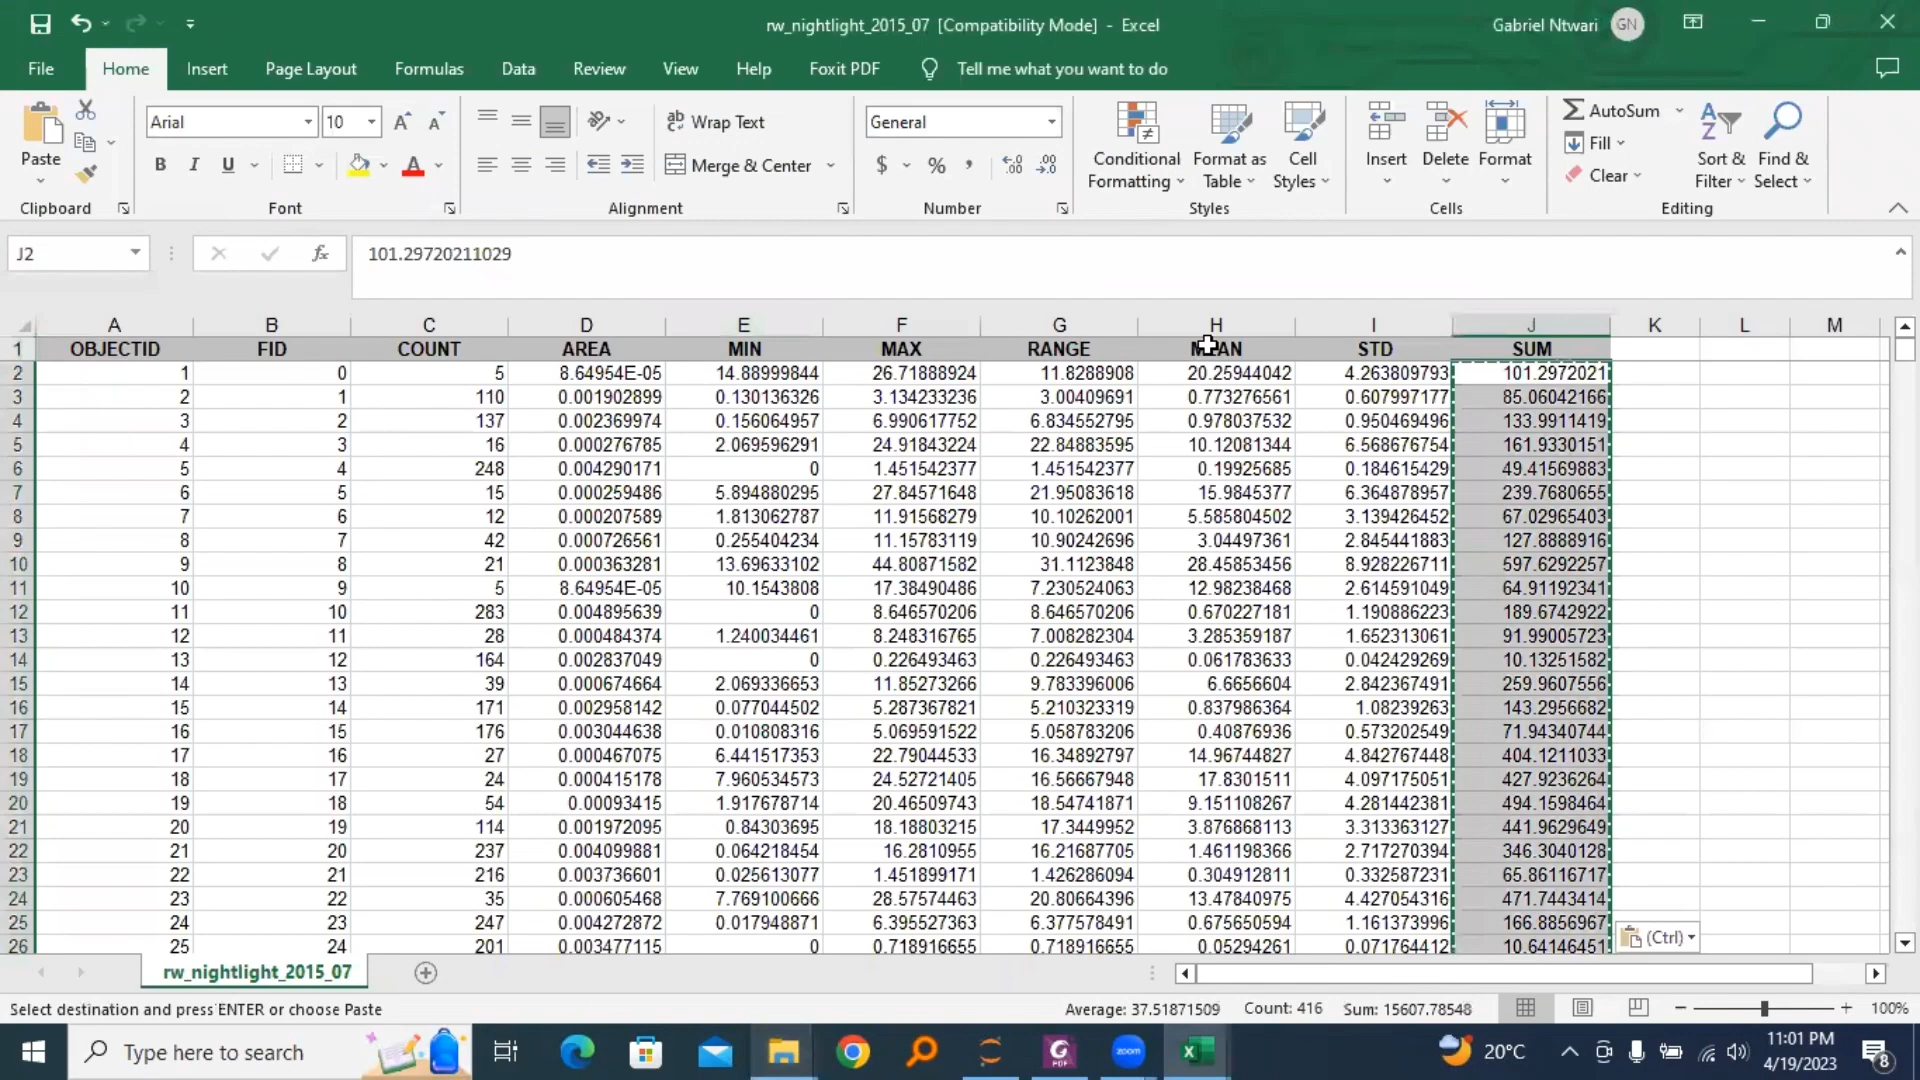 rw_nightlight_2015_07 [Compatibility Mode] - Excel
Gabriel Ntwari GN
File Home Insert Page Layout Formulas Data Review View Help Foxit PDF Tell me what you want to do
Arial 10 Wrap Text General AutoSum
Paste B I U Merge & Center $ % Conditional Formatting Format as Table Cell Styles Insert Delete Format Fill Clear Sort & Filter Find & Select
Clipboard Font Alignment Number Styles Cells Editing
J2 fx 101.29720211029
A B C D E F G H I J K L M
1 OBJECTID FID COUNT AREA MIN MAX RANGE MEAN STD SUM
2 1 0 5 8.64954E-05 14.88999844 26.71888924 11.8288908 20.25944042 4.263809793 101.2972021
3 2 1 110 0.001902899 0.130136326 3.134233236 3.00409691 0.773276561 0.607997177 85.06042166
4 3 2 137 0.002369974 0.156064957 6.990617752 6.834552795 0.978037532 0.950469496 133.9911419
5 4 3 16 0.000276785 2.069596291 24.91843224 22.84883595 10.12081344 6.568676754 161.9330151
6 5 4 248 0.004290171 0 1.451542377 1.451542377 0.19925685 0.184615429 49.41569883
7 6 5 15 0.000259486 5.894880295 27.84571648 21.95083618 15.9845377 6.364878957 239.7680655
8 7 6 12 0.000207589 1.813062787 11.91568279 10.10262001 5.585804502 3.139426452 67.02965403
9 8 7 42 0.000726561 0.255404234 11.15783119 10.90242696 3.04497361 2.845441883 127.8888916
10 9 8 21 0.000363281 13.69633102 44.80871582 31.1123848 28.45853456 8.928226711 597.6292257
11 10 9 5 8.64954E-05 10.1543808 17.38490486 7.230524063 12.98238468 2.614591049 64.91192341
12 11 10 283 0.004895639 0 8.646570206 8.646570206 0.670227181 1.190886223 189.6742922
13 12 11 28 0.000484374 1.240034461 8.248316765 7.008282304 3.285359187 1.652313061 91.99005723
14 13 12 164 0.002837049 0 0.226493463 0.226493463 0.061783633 0.042429269 10.13251582
15 14 13 39 0.000674664 2.069336653 11.85273266 9.783396006 6.6656604 2.842367491 259.9607556
16 15 14 171 0.002958142 0.077044502 5.287367821 5.210323319 0.837986364 1.08239263 143.2956682
17 16 15 176 0.003044638 0.010808316 5.069591522 5.058783206 0.40876936 0.573202549 71.94340744
18 17 16 27 0.000467075 6.441517353 22.79044533 16.34892797 14.96744827 4.842767448 404.1211033
19 18 17 24 0.000415178 7.960534573 24.52721405 16.56667948 17.8301511 4.097175051 427.9236264
20 19 18 54 0.00093415 1.917678714 20.46509743 18.54741871 9.151108267 4.281442381 494.1598464
21 20 19 114 0.001972095 0.84303695 18.18803215 17.3449952 3.876868113 3.313363127 441.9629649
22 21 20 237 0.004099881 0.064218454 16.2810955 16.21687705 1.461198366 2.717270394 346.3040128
23 22 21 216 0.003736601 0.025613077 1.451899171 1.426286094 0.304912811 0.332587231 65.86116717
24 23 22 35 0.000605468 7.769100666 28.57574463 20.80664396 13.47840975 4.427054316 471.7443414
25 24 23 247 0.004272872 0.017948871 6.395527363 6.377578491 0.675650594 1.161373996 166.8856967
26 25 24 201 0.003477115 0 0.718916655 0.718916655 0.05294261 0.071764412 10.64146451
(Ctrl)
rw_nightlight_2015_07
Select destination and press ENTER or choose Paste Average: 37.51871509 Count: 416 Sum: 15607.78548 100%
Type here to search zoom PDF 20°C 11:01 PM
4/19/2023 8